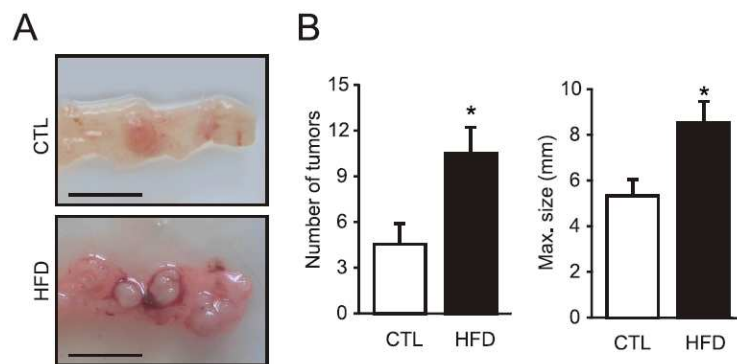 A
CTL
HFD
B
Number of tumors
15
12
9
6
3
0
*
CTL
HFD
Max. size (mm)
10
8
6
4
2
0
*
CTL
HFD